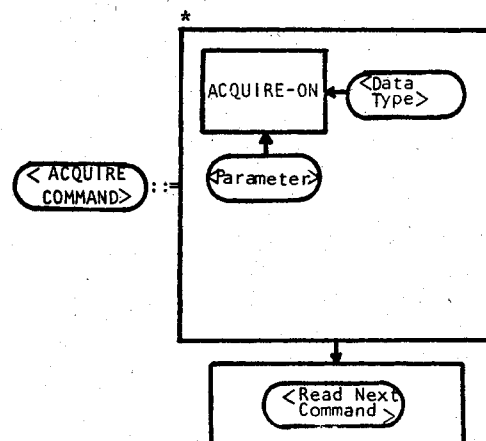 *
ACQUIRE-ON
<Data
Type>
<Parameter>
< ACQUIRE
COMMAND>
::=
<Read Next
Command >